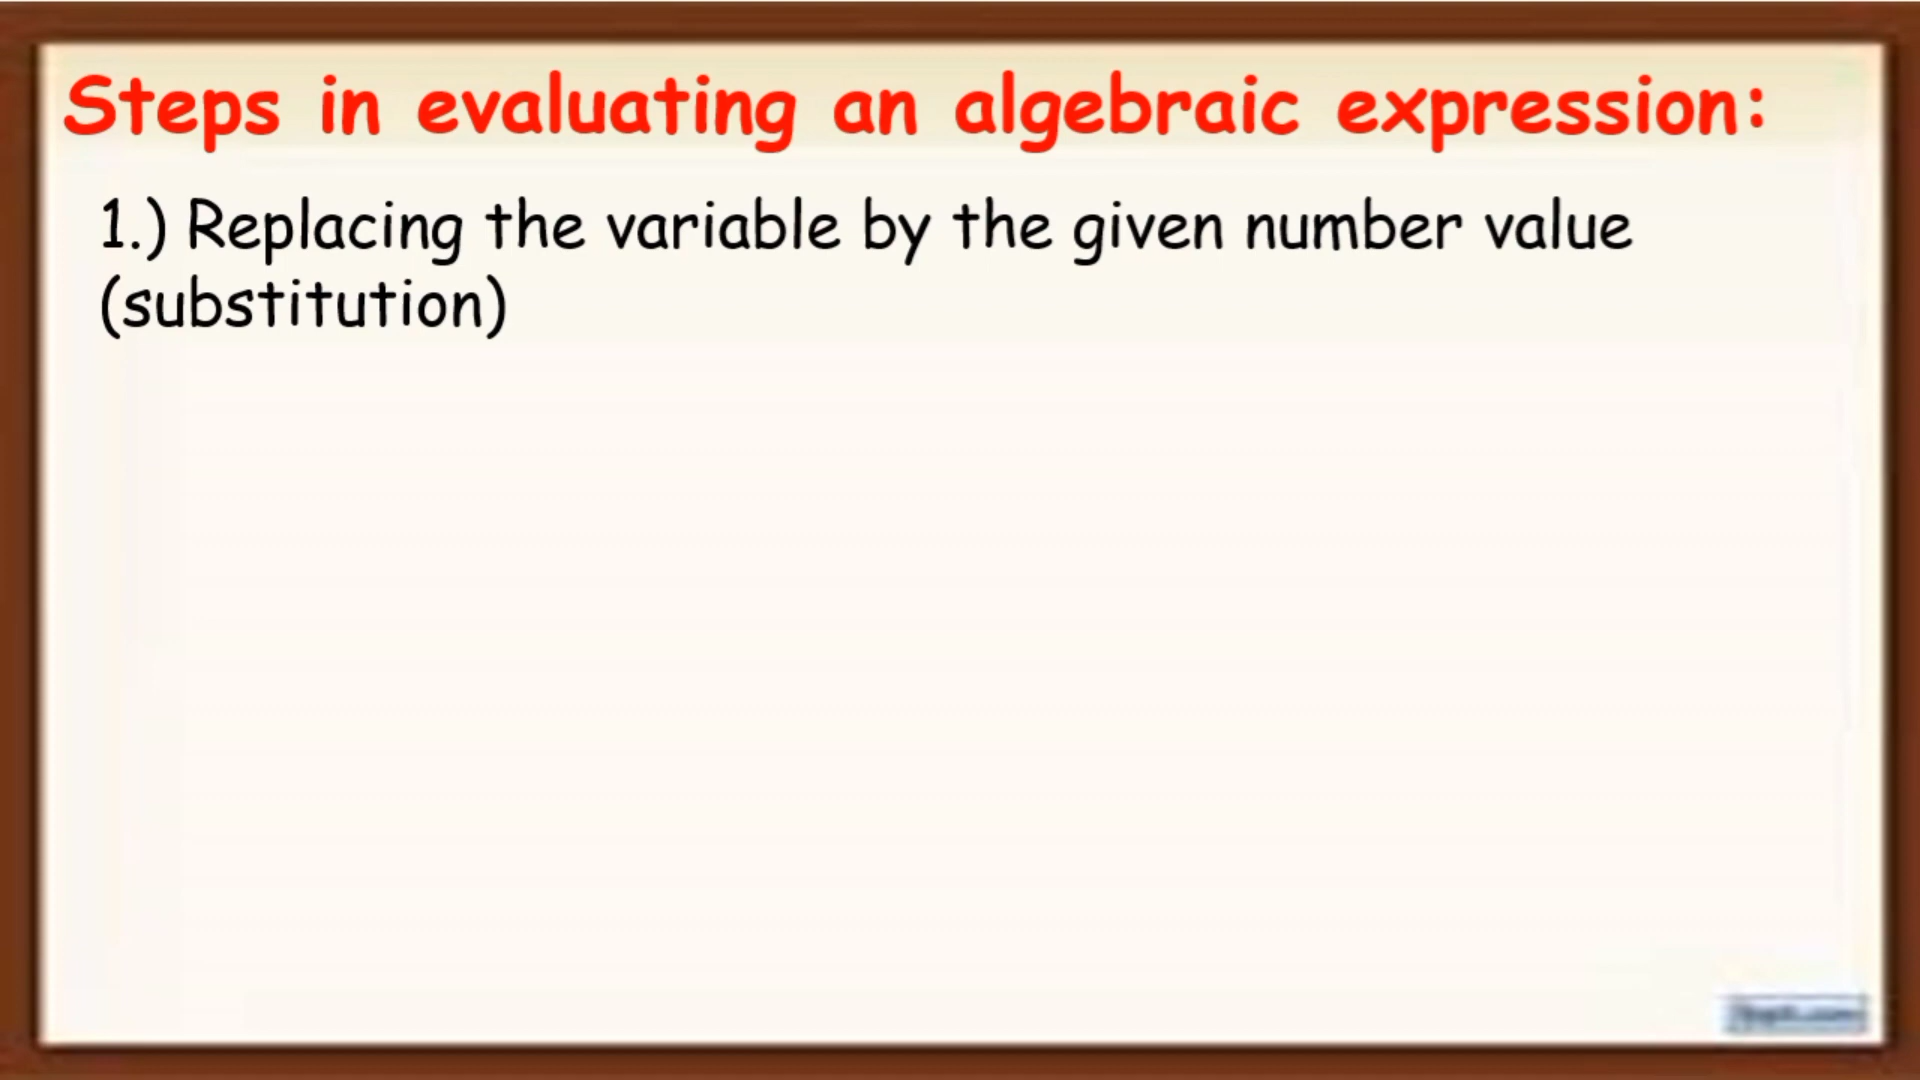 Steps in evaluating an algebraic expression:
1.) Replacing the variable by the given number value
(substitution)